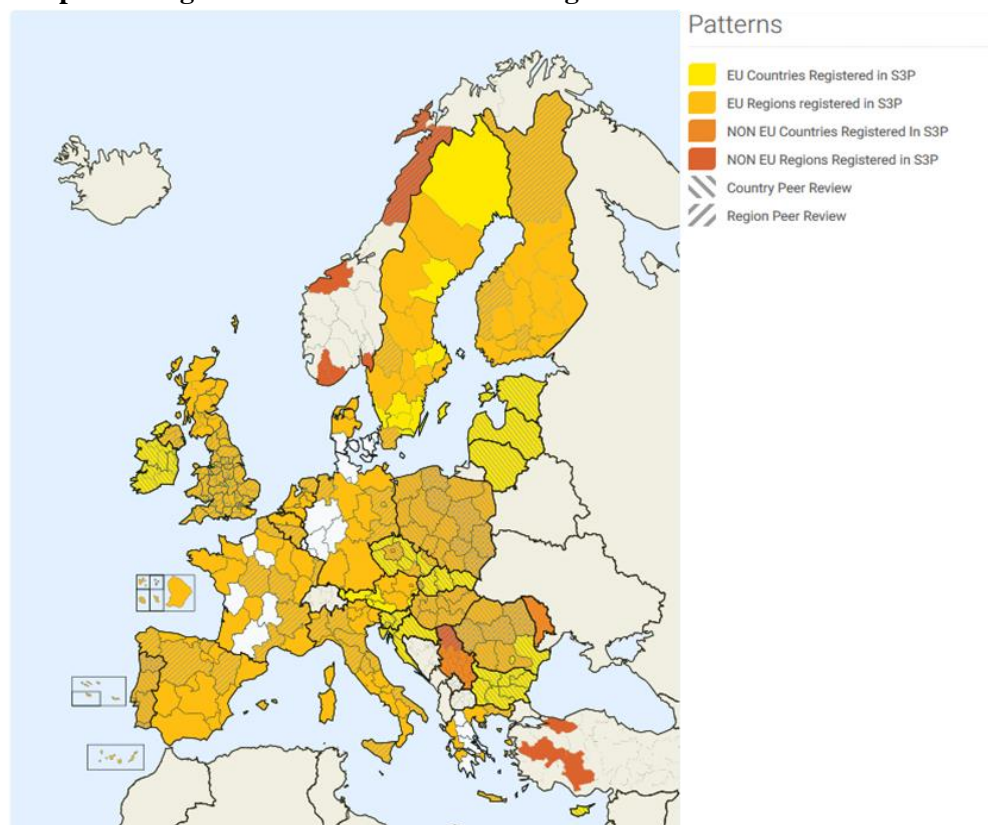 Patterns
EU Countries Registered in S3P
EU Regions registered in S3P
NON EU Countries Registered In S3P
NON EU Regions Registered in S3P
Country Peer Review
Region Peer Review